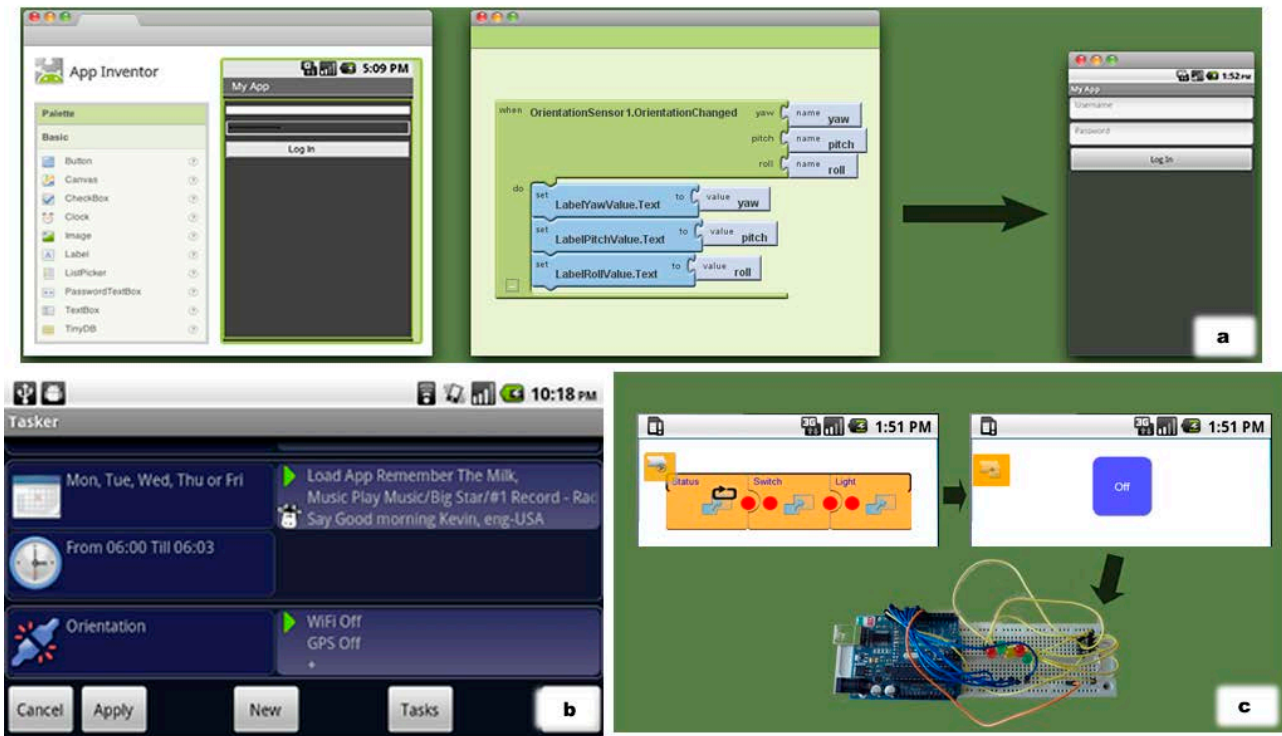 App Inventor
5:09 PM
My App
Palette
Basic
Button
Canvas
CheckBox
Clock
Image
Label
ListPicker
PasswordTextBox
TextBox
TinyDB
Log In
when OrientationSensor1.OrientationChanged yaw name yaw
pitch name pitch
roll name roll
do
set LabelYawValue.Text to value yaw
set LabelPitchValue.Text to value pitch
set LabelRollValue.Text to value roll
1:52 PM
My App
Username
Password
Log In
a
10:18 PM
Tasker
Mon, Tue, Wed, Thu or Fri
Load App Remember The Milk,
Music Play Music/Big Star/#1 Record - Rad
Say Good morning Kevin, eng-USA
From 06:00 Till 06:03
Orientation
WiFi Off
GPS Off
+
Cancel Apply New Tasks
b
3G 1:51 PM
Status Switch Light
3G 1:51 PM
Off
c